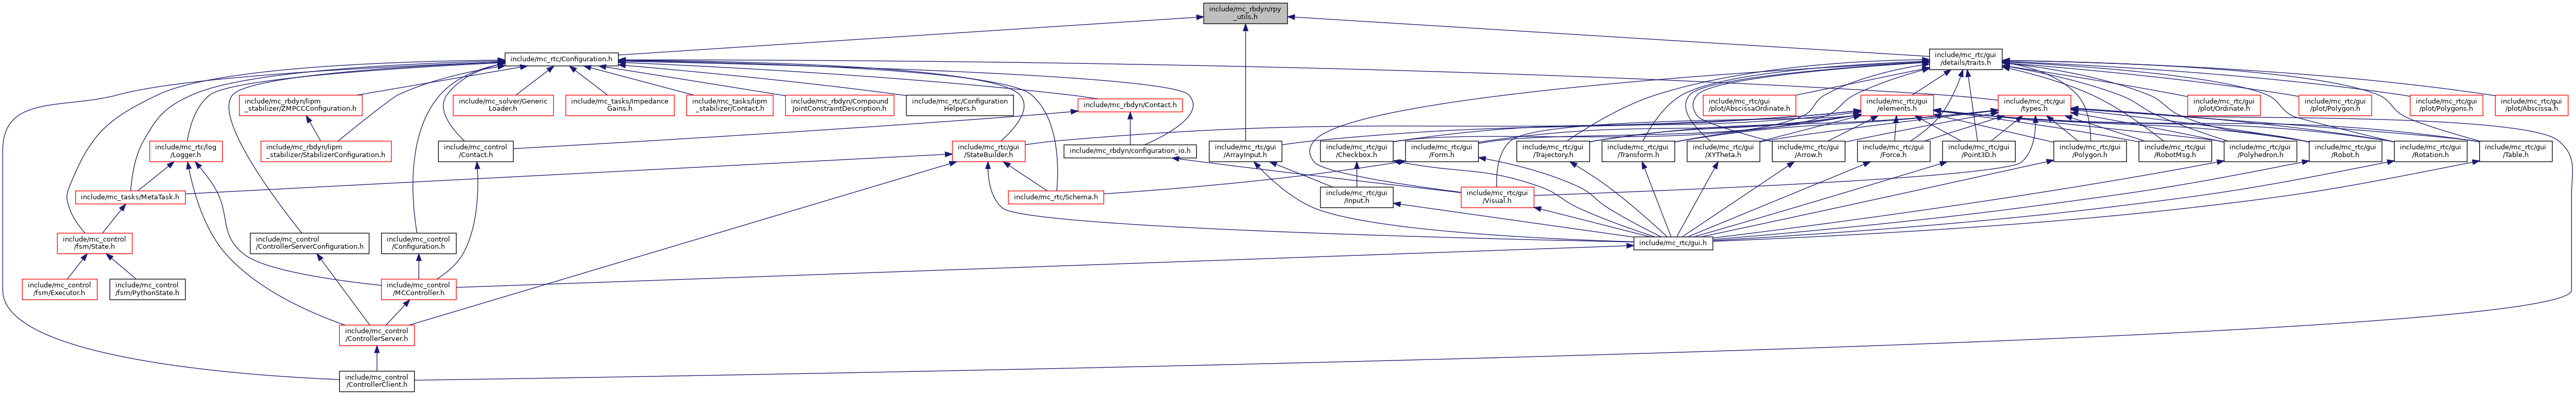 include/mc_rbdyn/rpy
_utils.h
include/mc_rtc/Configuration.h
include/mc_rtc/gui
/details/traits.h
include/mc_rbdyn/lipm
_stabilizer/ZMPCCConfiguration.h
include/mc_solver/Generic
Loader.h
include/mc_tasks/Impedance
Gains.h
include/mc_tasks/lipm
_stabilizer/Contact.h
include/mc_rbdyn/Compound
JointConstraintDescription.h
include/mc_rtc/Configuration
Helpers.h
include/mc_rbdyn/Contact.h
include/mc_rtc/gui
/plot/AbscissaOrdinate.h
include/mc_rtc/gui
/elements.h
include/mc_rtc/gui
/types.h
include/mc_rtc/gui
/plot/Ordinate.h
include/mc_rtc/gui
/plot/Polygon.h
include/mc_rtc/gui
/plot/Polygons.h
include/mc_rtc/gui
/plot/Abscissa.h
include/mc_rtc/log
/Logger.h
include/mc_rbdyn/lipm
_stabilizer/StabilizerConfiguration.h
include/mc_control
/Contact.h
include/mc_rtc/gui
/StateBuilder.h
include/mc_rbdyn/configuration_io.h
include/mc_rtc/gui
/ArrayInput.h
include/mc_rtc/gui
/Checkbox.h
include/mc_rtc/gui
/Form.h
include/mc_rtc/gui
/Trajectory.h
include/mc_rtc/gui
/Transform.h
include/mc_rtc/gui
/XYTheta.h
include/mc_rtc/gui
/Arrow.h
include/mc_rtc/gui
/Force.h
include/mc_rtc/gui
/Point3D.h
include/mc_rtc/gui
/Polygon.h
include/mc_rtc/gui
/RobotMsg.h
include/mc_rtc/gui
/Polyhedron.h
include/mc_rtc/gui
/Robot.h
include/mc_rtc/gui
/Rotation.h
include/mc_rtc/gui
/Table.h
include/mc_tasks/MetaTask.h
include/mc_rtc/Schema.h
include/mc_rtc/gui
/Input.h
include/mc_rtc/gui
/Visual.h
include/mc_control
/fsm/State.h
include/mc_control
/ControllerServerConfiguration.h
include/mc_control
/Configuration.h
include/mc_rtc/gui.h
include/mc_control
/fsm/Executor.h
include/mc_control
/fsm/PythonState.h
include/mc_control
/MCController.h
include/mc_control
/ControllerServer.h
include/mc_control
/ControllerClient.h